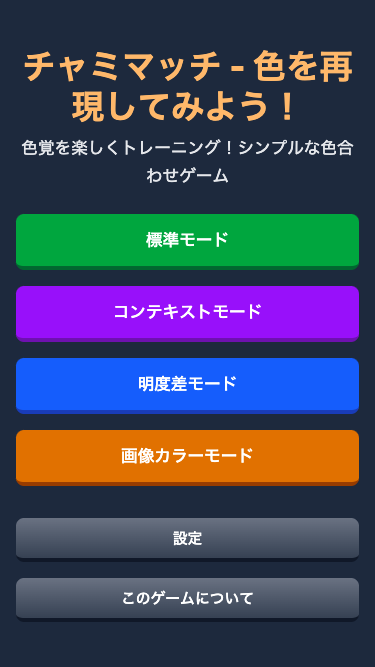 チャミマッチ - 色を再
現してみよう！
色覚を楽しくトレーニング！シンプルな色合
わせゲーム
標準モード
コンテキストモード
明度差モード
画像カラーモード
設定
このゲームについて